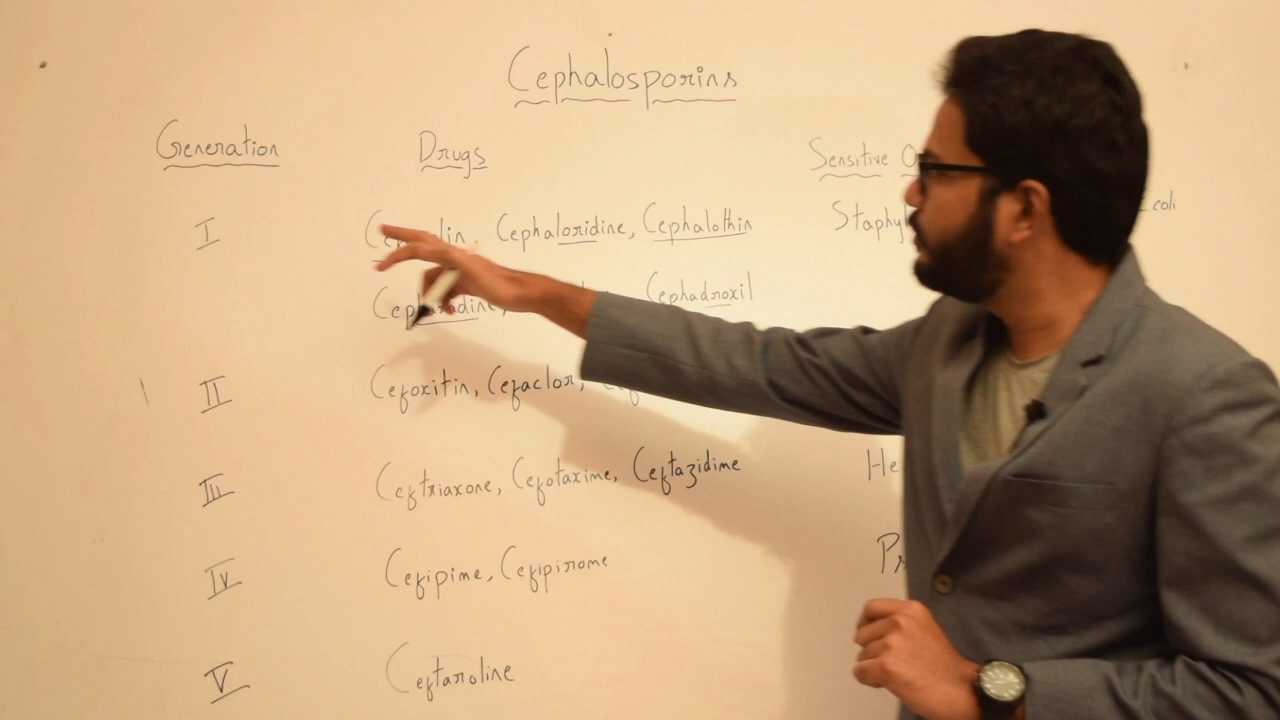 Cephalosporins
Generation Drugs Sensitive
I Cephaloridine, Cephalothin Staphy E.coli
Cephadroxil
II Cefoxitin, Cefaclor,
III Ceftriaxone, Cefotaxime, Ceftazidime
IV Cefipime, Cefipirome
V Ceftaroline